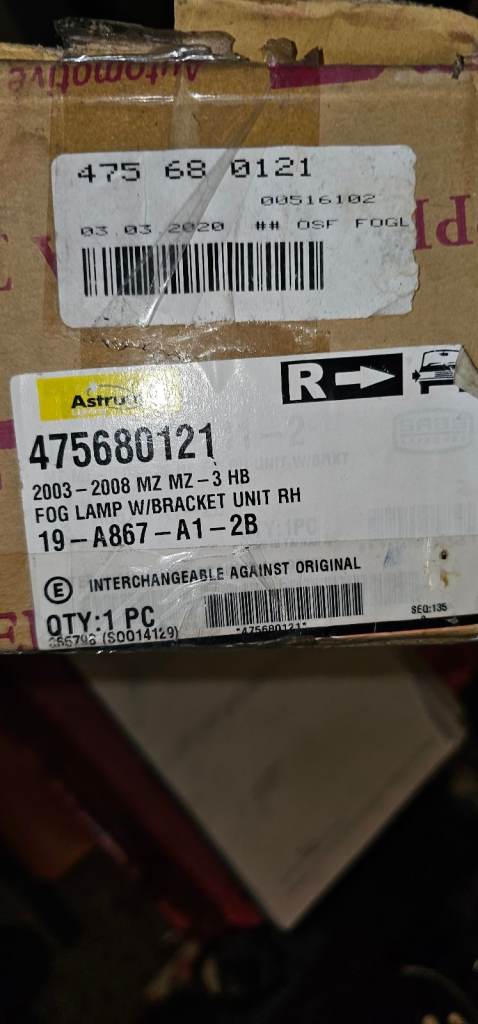 Automotive
475 68 0121
00516102
03.03.2020 ## OSF FOGL
R
475680121
2003-2008 MZ MZ-3 HB
FOG LAMP W/BRACKET UNIT RH
19-A867-A1-2B
E INTERCHANGEABLE AGAINST ORIGINAL
QTY:1 PC
SEQ:135
(S0014129)
*475680121*